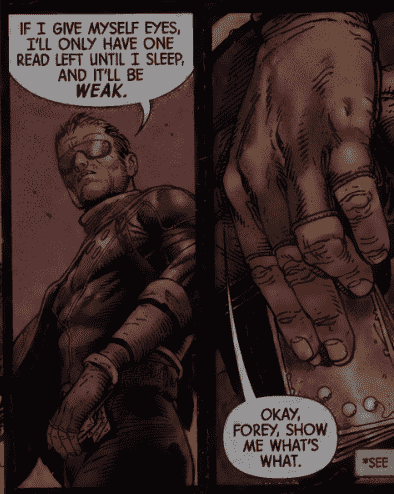 IF I GIVE MYSELF EYES,
I'LL ONLY HAVE ONE
READ LEFT UNTIL I SLEEP,
AND IT'LL BE
WEAK.
OKAY,
FOREY, SHOW
ME WHAT'S
WHAT.
*SEE